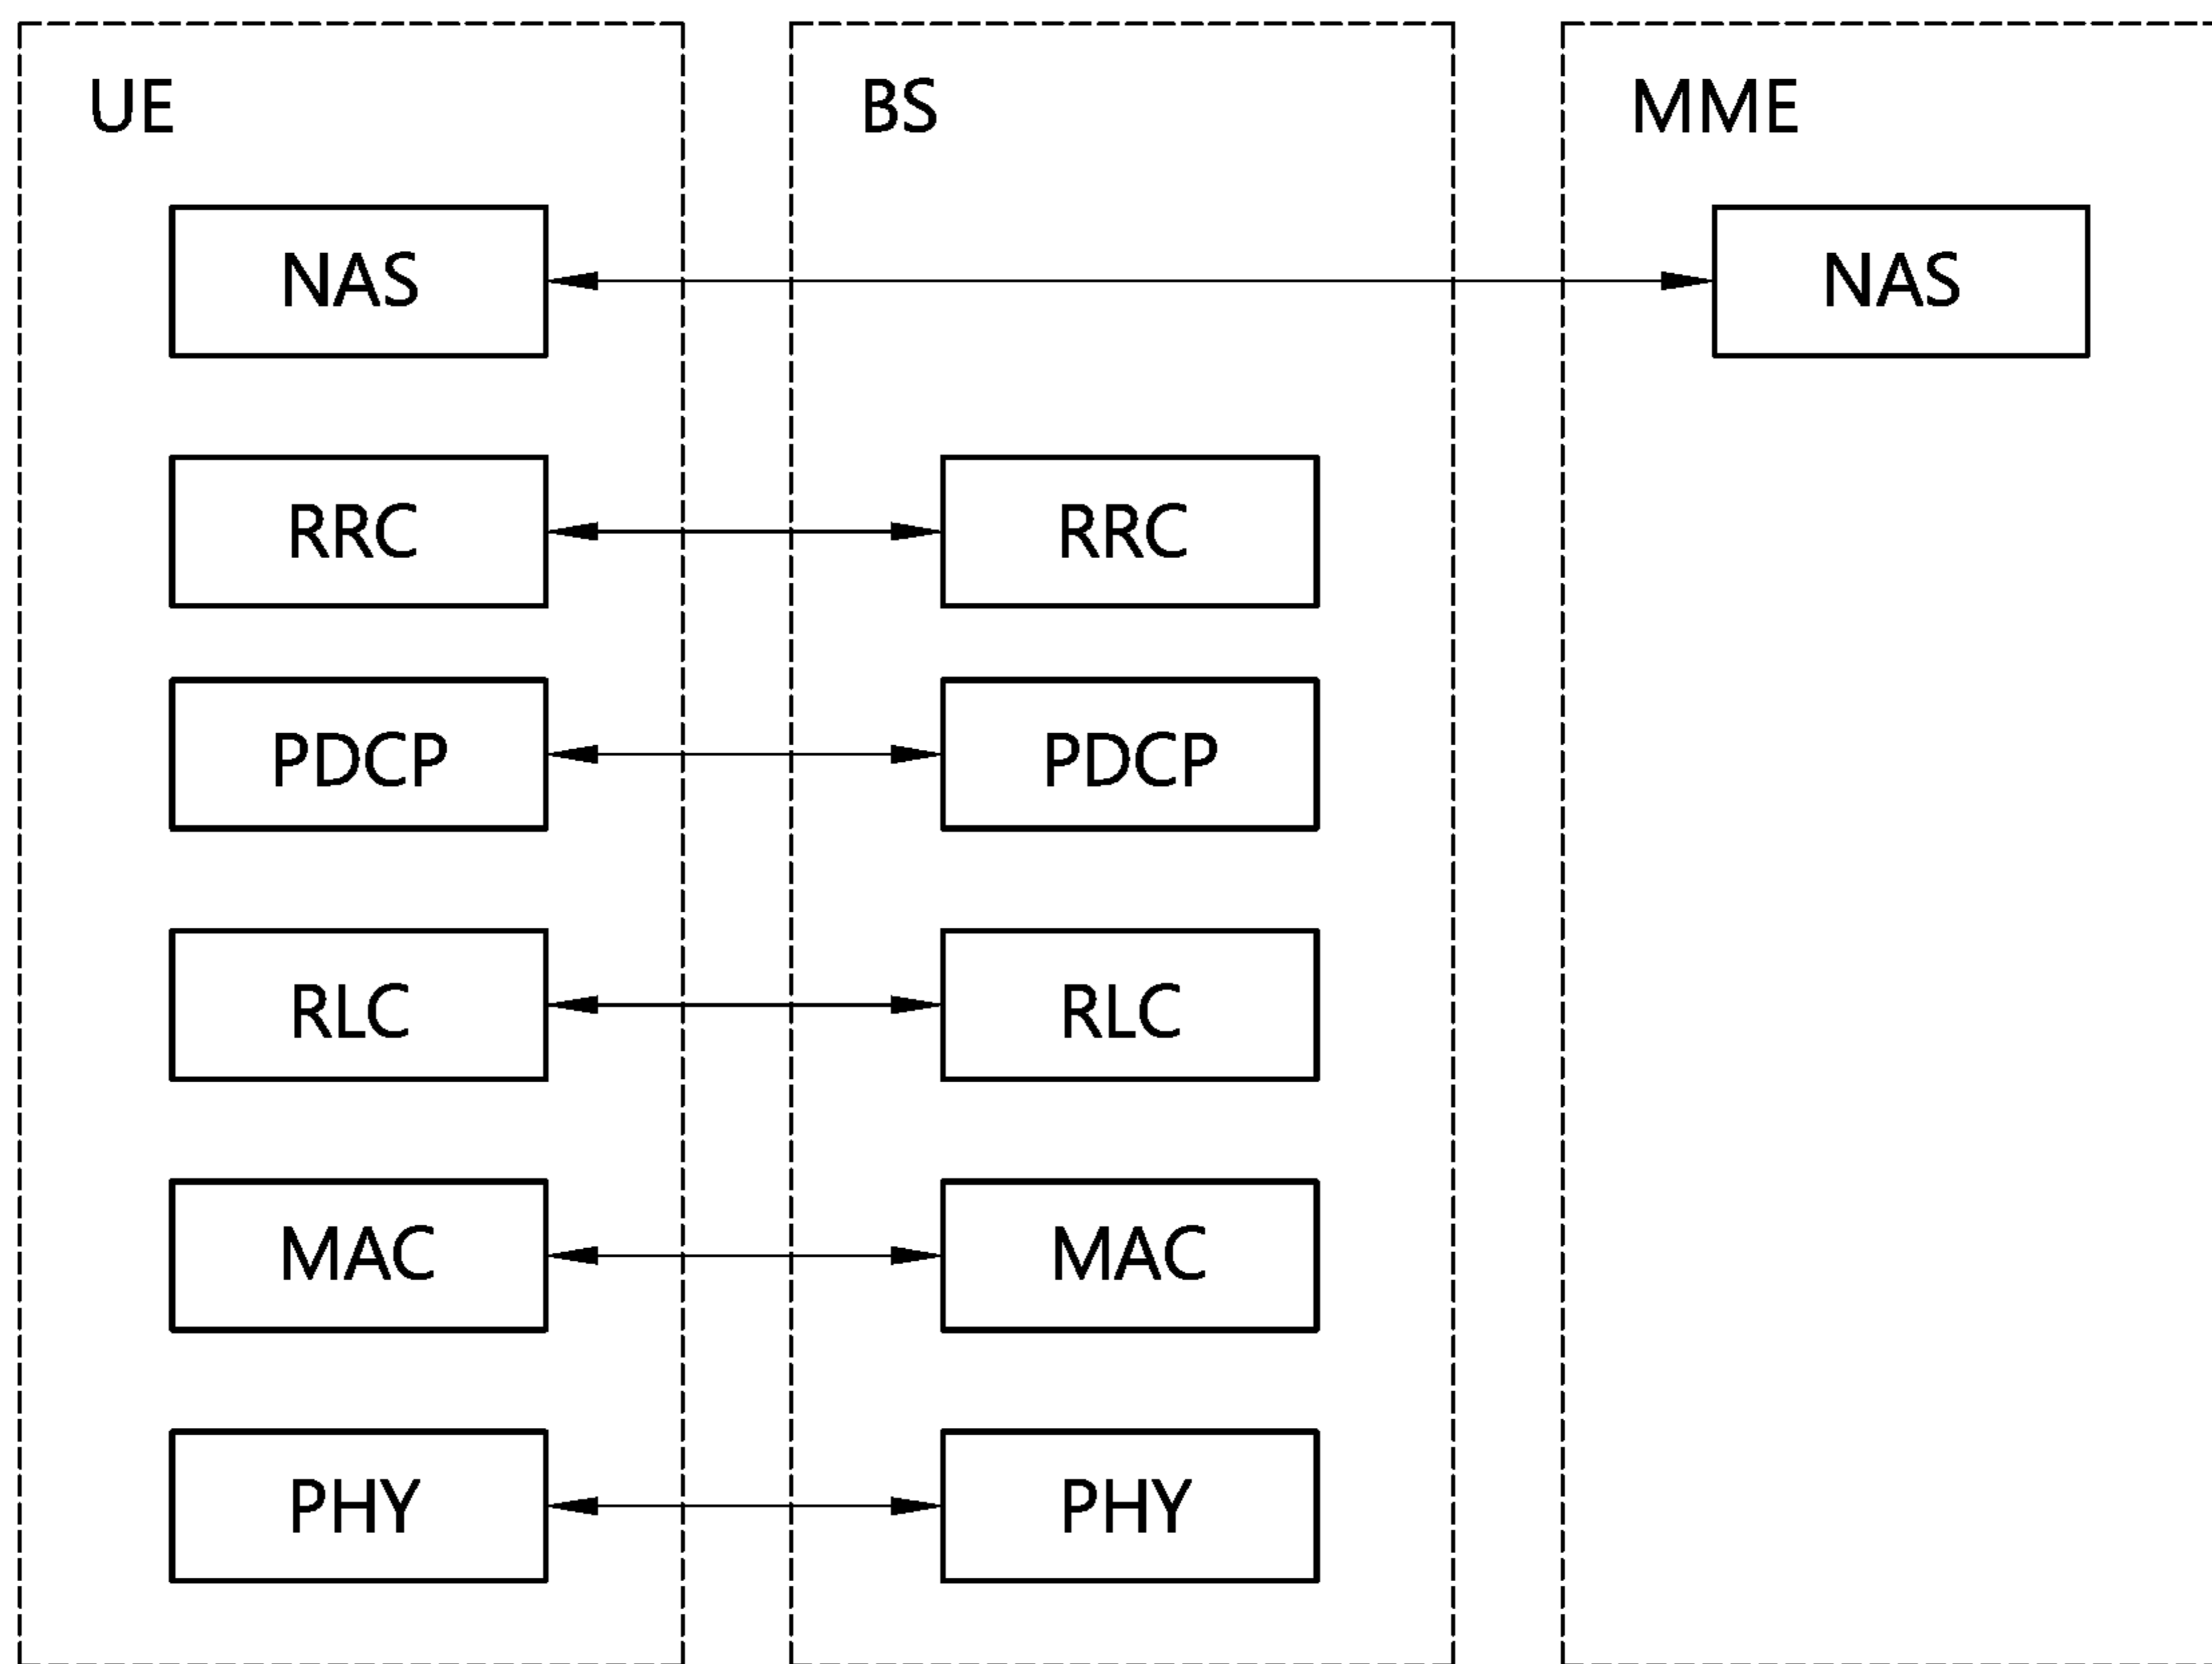 UE BS MME
NAS NAS
RRC RRC
PDCP PDCP
RLC RLC
MAC MAC
PHY PHY